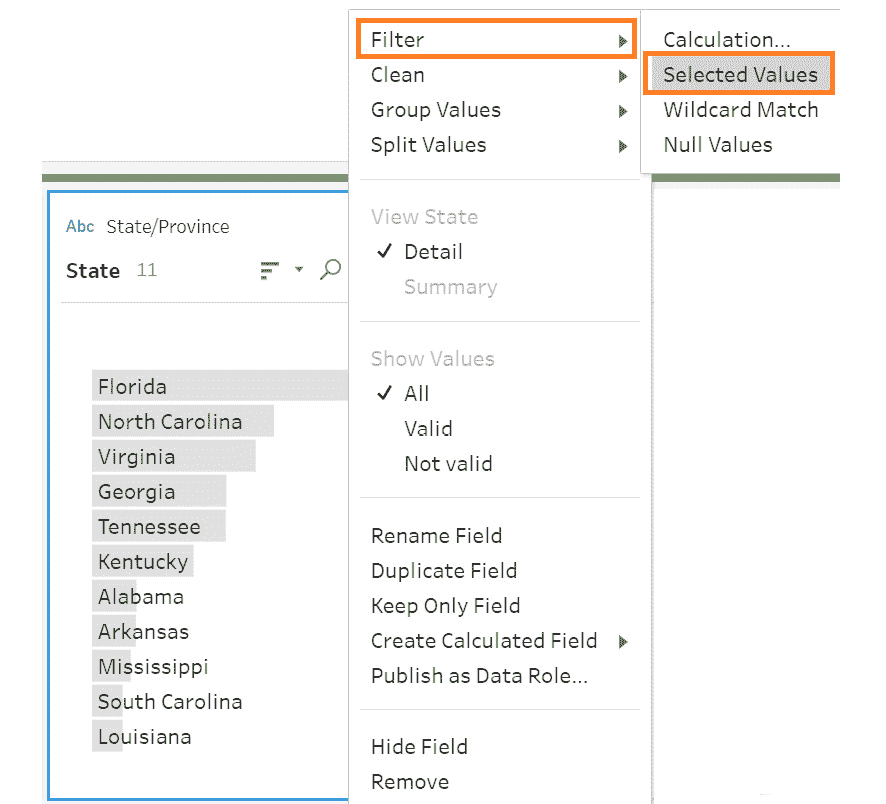 Filter
Clean
Group Values
Split Values
Calculation...
Selected Values
Wildcard Match
Null Values
View State
✓ Detail
Summary
Show Values
✓ All
Valid
Not valid
Rename Field
Duplicate Field
Keep Only Field
Create Calculated Field
Publish as Data Role...
Hide Field
Remove
Abc State/Province
State 11
Florida
North Carolina
Virginia
Georgia
Tennessee
Kentucky
Alabama
Arkansas
Mississippi
South Carolina
Louisiana